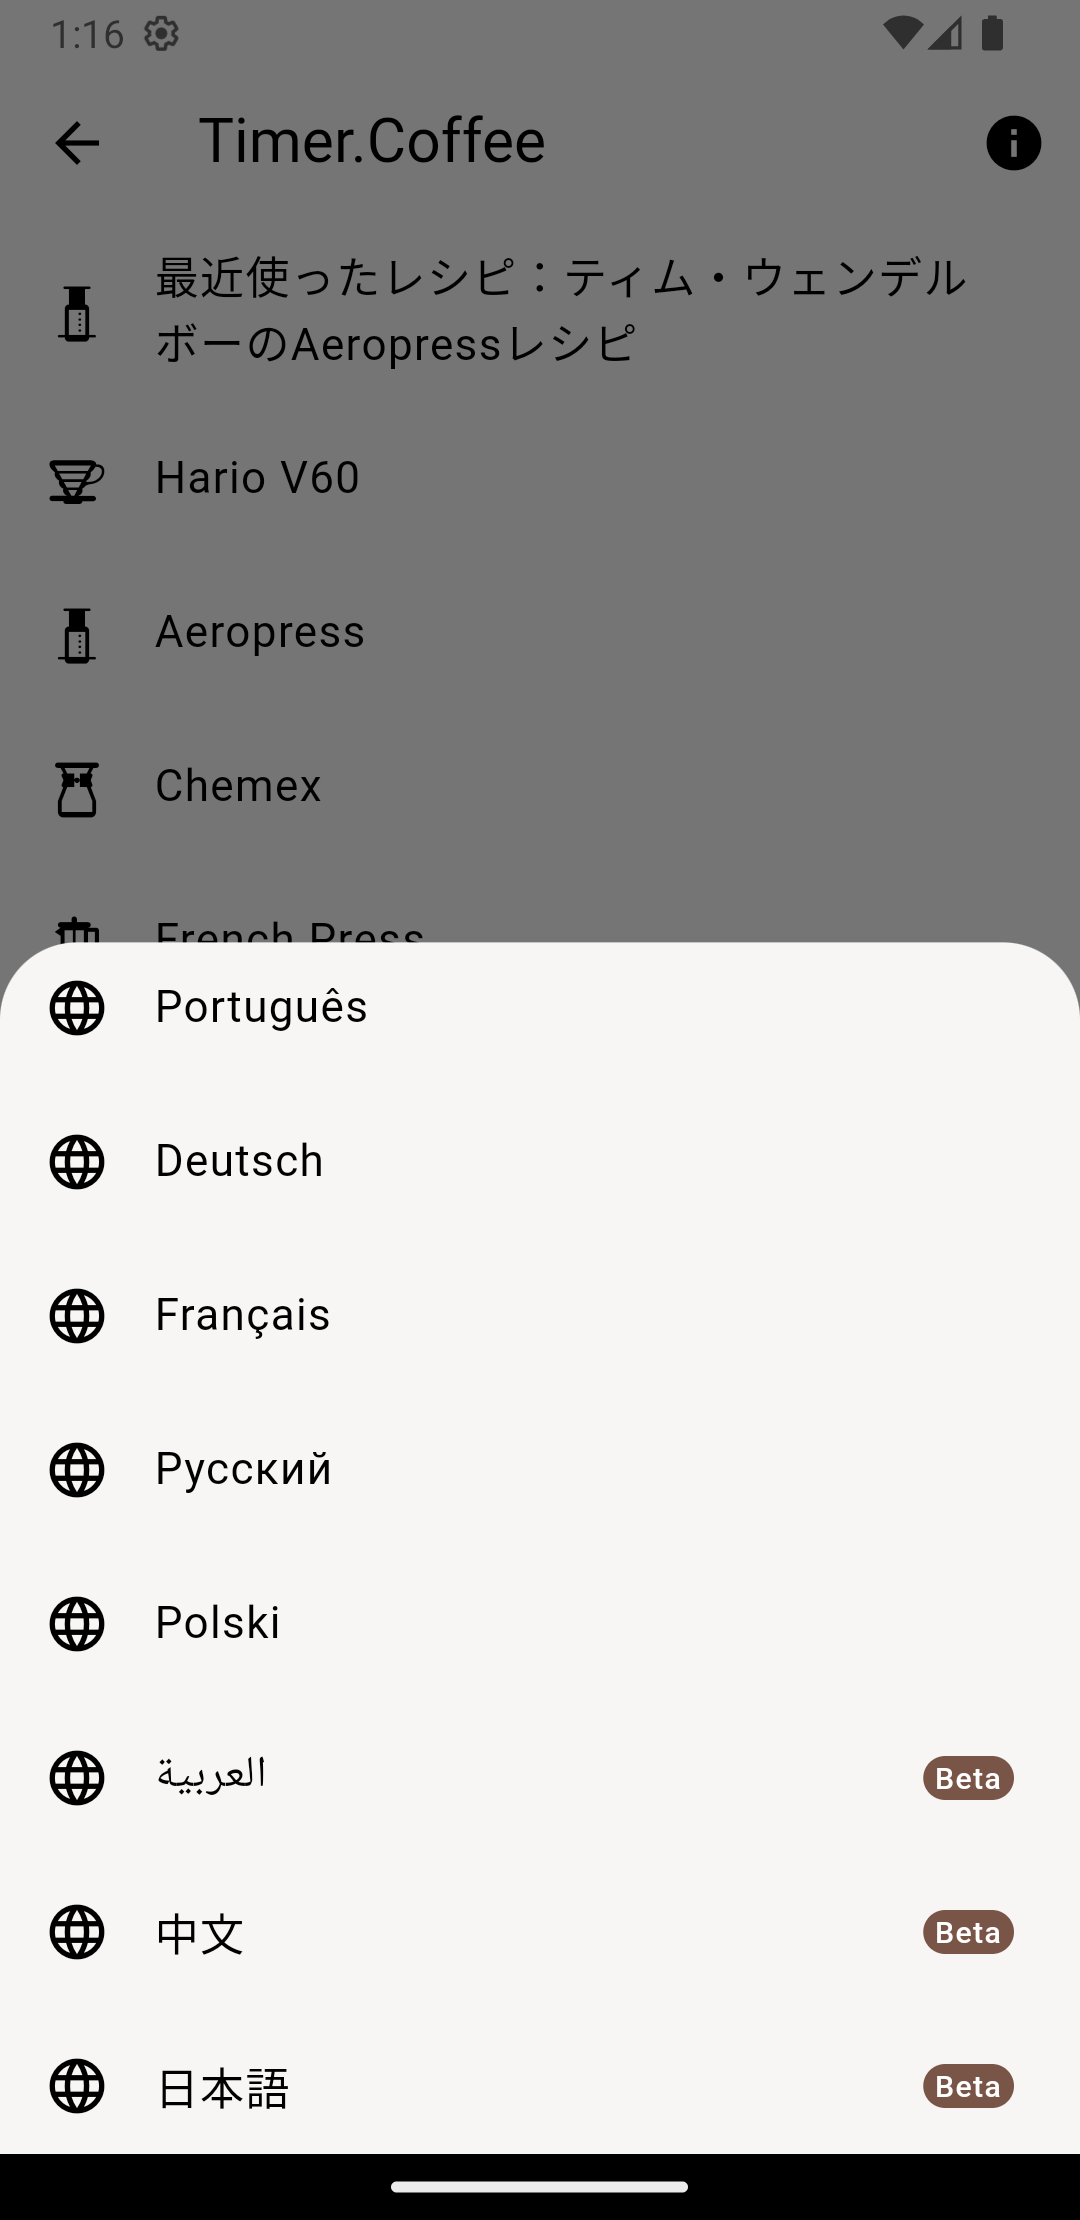 1:16
Timer.Coffee
最近使ったレシピ：ティム・ウェンデル
ボーのAeropressレシピ
Hario V60
Aeropress
Chemex
French Press
Português
Deutsch
Français
Русский
Polski
العربية Beta
中文 Beta
日本語 Beta